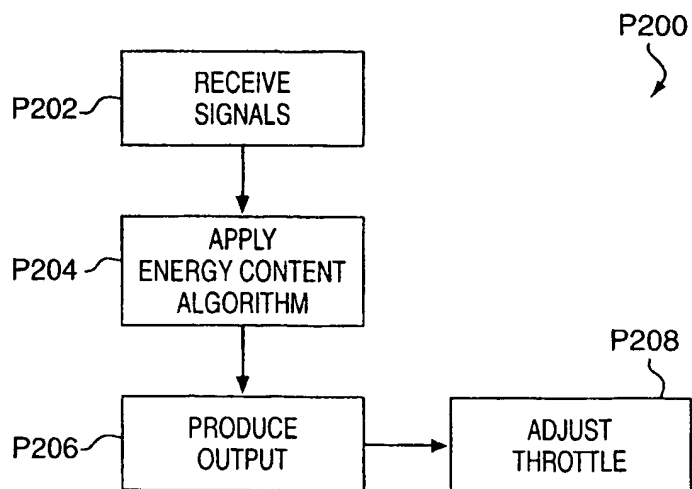 P200
P202
RECEIVE
SIGNALS
P204
APPLY
ENERGY CONTENT
ALGORITHM
P206
PRODUCE
OUTPUT
P208
ADJUST
THROTTLE